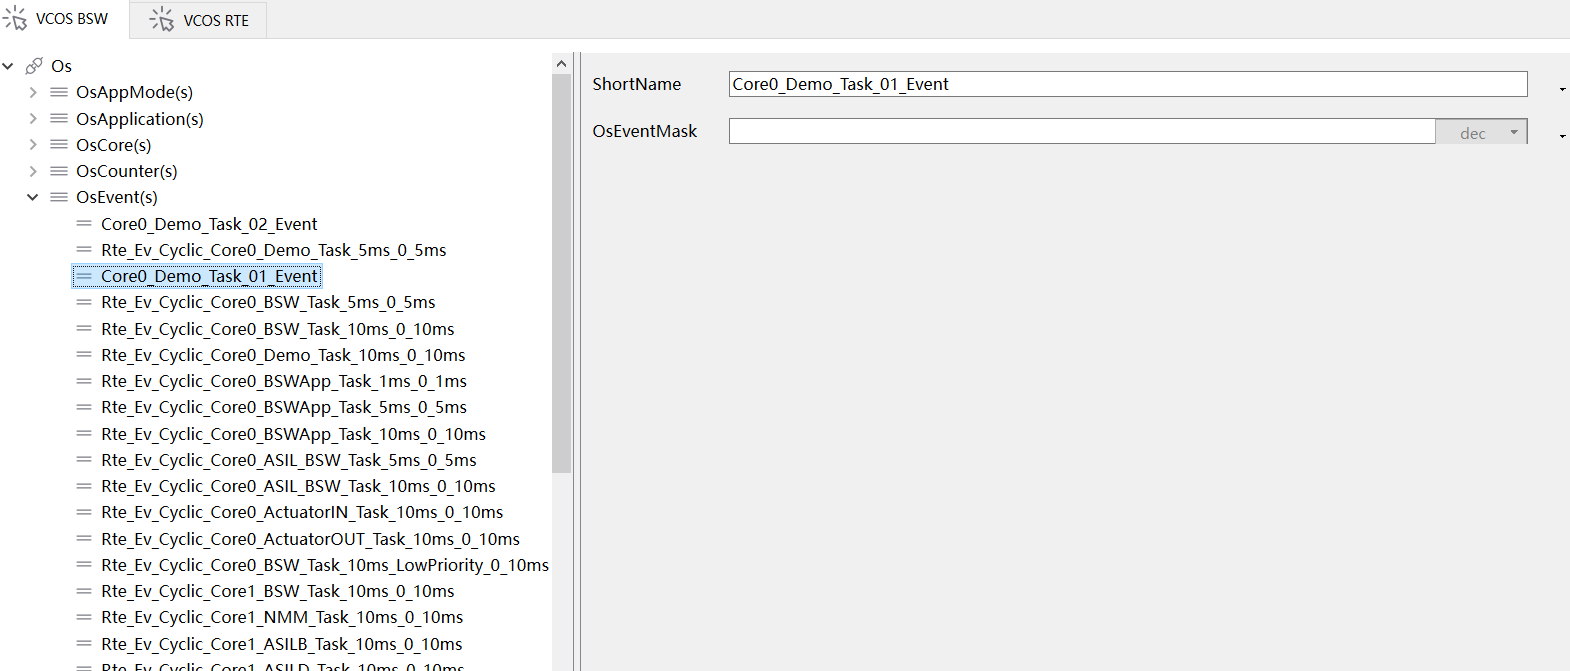 VCOS BSW
VCOS RTE
Os
OsAppMode(s)
OsApplication(s)
OsCore(s)
OsCounter(s)
OsEvent(s)
Core0_Demo_Task_02_Event
Rte_Ev_Cyclic_Core0_Demo_Task_5ms_0_5ms
Core0_Demo_Task_01_Event
Rte_Ev_Cyclic_Core0_BSW_Task_5ms_0_5ms
Rte_Ev_Cyclic_Core0_BSW_Task_10ms_0_10ms
Rte_Ev_Cyclic_Core0_Demo_Task_10ms_0_10ms
Rte_Ev_Cyclic_Core0_BSWApp_Task_1ms_0_1ms
Rte_Ev_Cyclic_Core0_BSWApp_Task_5ms_0_5ms
Rte_Ev_Cyclic_Core0_BSWApp_Task_10ms_0_10ms
Rte_Ev_Cyclic_Core0_ASIL_BSW_Task_5ms_0_5ms
Rte_Ev_Cyclic_Core0_ASIL_BSW_Task_10ms_0_10ms
Rte_Ev_Cyclic_Core0_ActuatorIN_Task_10ms_0_10ms
Rte_Ev_Cyclic_Core0_ActuatorOUT_Task_10ms_0_10ms
Rte_Ev_Cyclic_Core0_BSW_Task_10ms_LowPriority_0_10ms
Rte_Ev_Cyclic_Core1_BSW_Task_10ms_0_10ms
Rte_Ev_Cyclic_Core1_NMM_Task_10ms_0_10ms
Rte_Ev_Cyclic_Core1_ASILB_Task_10ms_0_10ms
Rte_Ev_Cyclic_Core1_ASILD_Task_10ms_0_10ms
ShortName
Core0_Demo_Task_01_Event
OsEventMask
dec